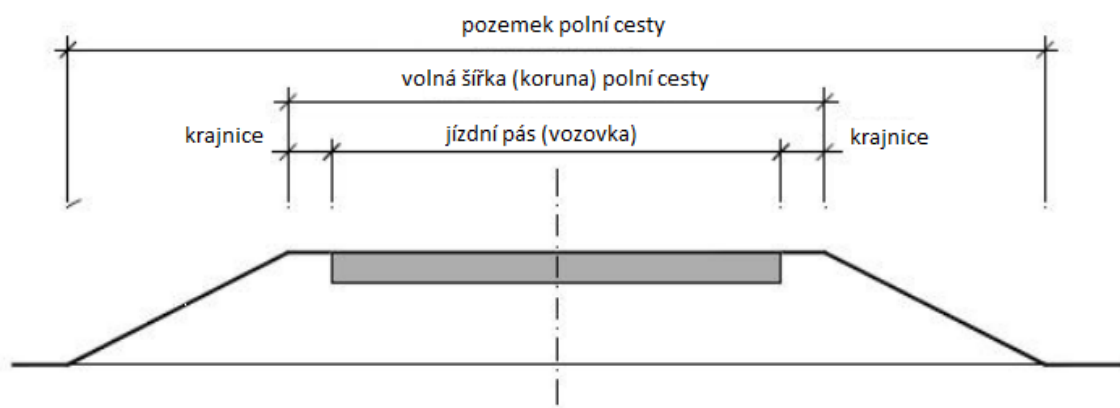 pozemek polní cesty
volná šířka (koruna) polní cesty
krajnice
jízdní pás (vozovka)
krajnice